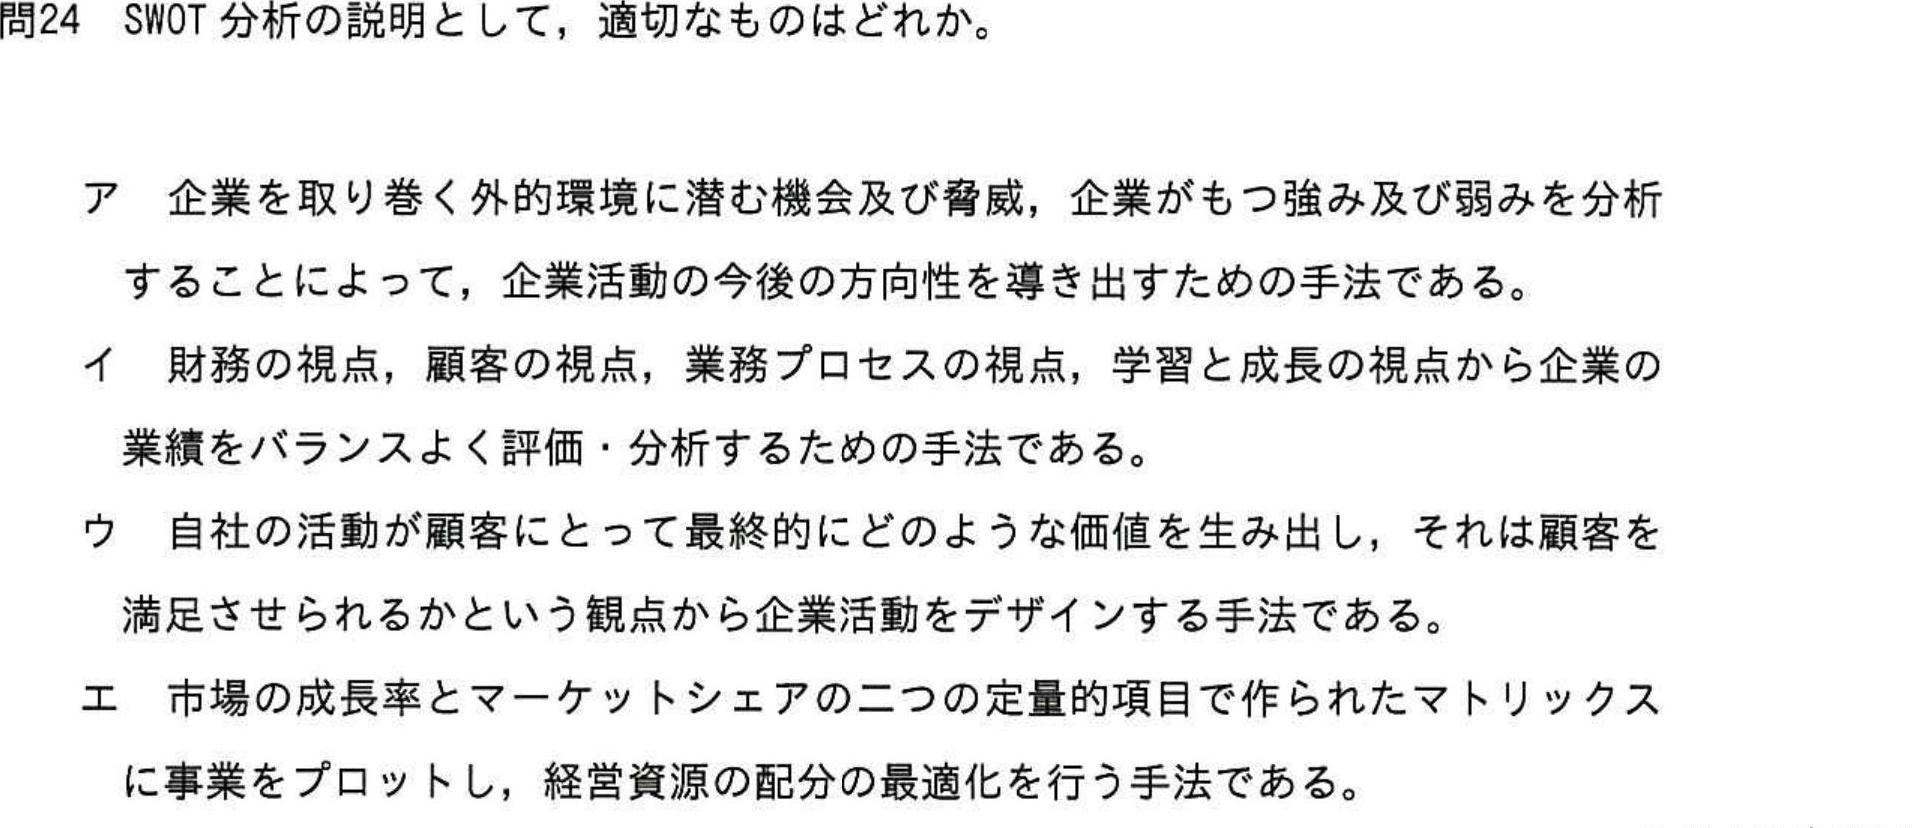 問24　SWOT 分析の説明として，適切なものはどれか。
ア　企業を取り巻く外的環境に潜む機会及び脅威，企業がもつ強み及び弱みを分析
することによって，企業活動の今後の方向性を導き出すための手法である。
イ　財務の視点，顧客の視点，業務プロセスの視点，学習と成長の視点から企業の
業績をバランスよく評価・分析するための手法である。
ウ　自社の活動が顧客にとって最終的にどのような価値を生み出し，それは顧客を
満足させられるかという観点から企業活動をデザインする手法である。
エ　市場の成長率とマーケットシェアの二つの定量的項目で作られたマトリックス
に事業をプロットし，経営資源の配分の最適化を行う手法である。